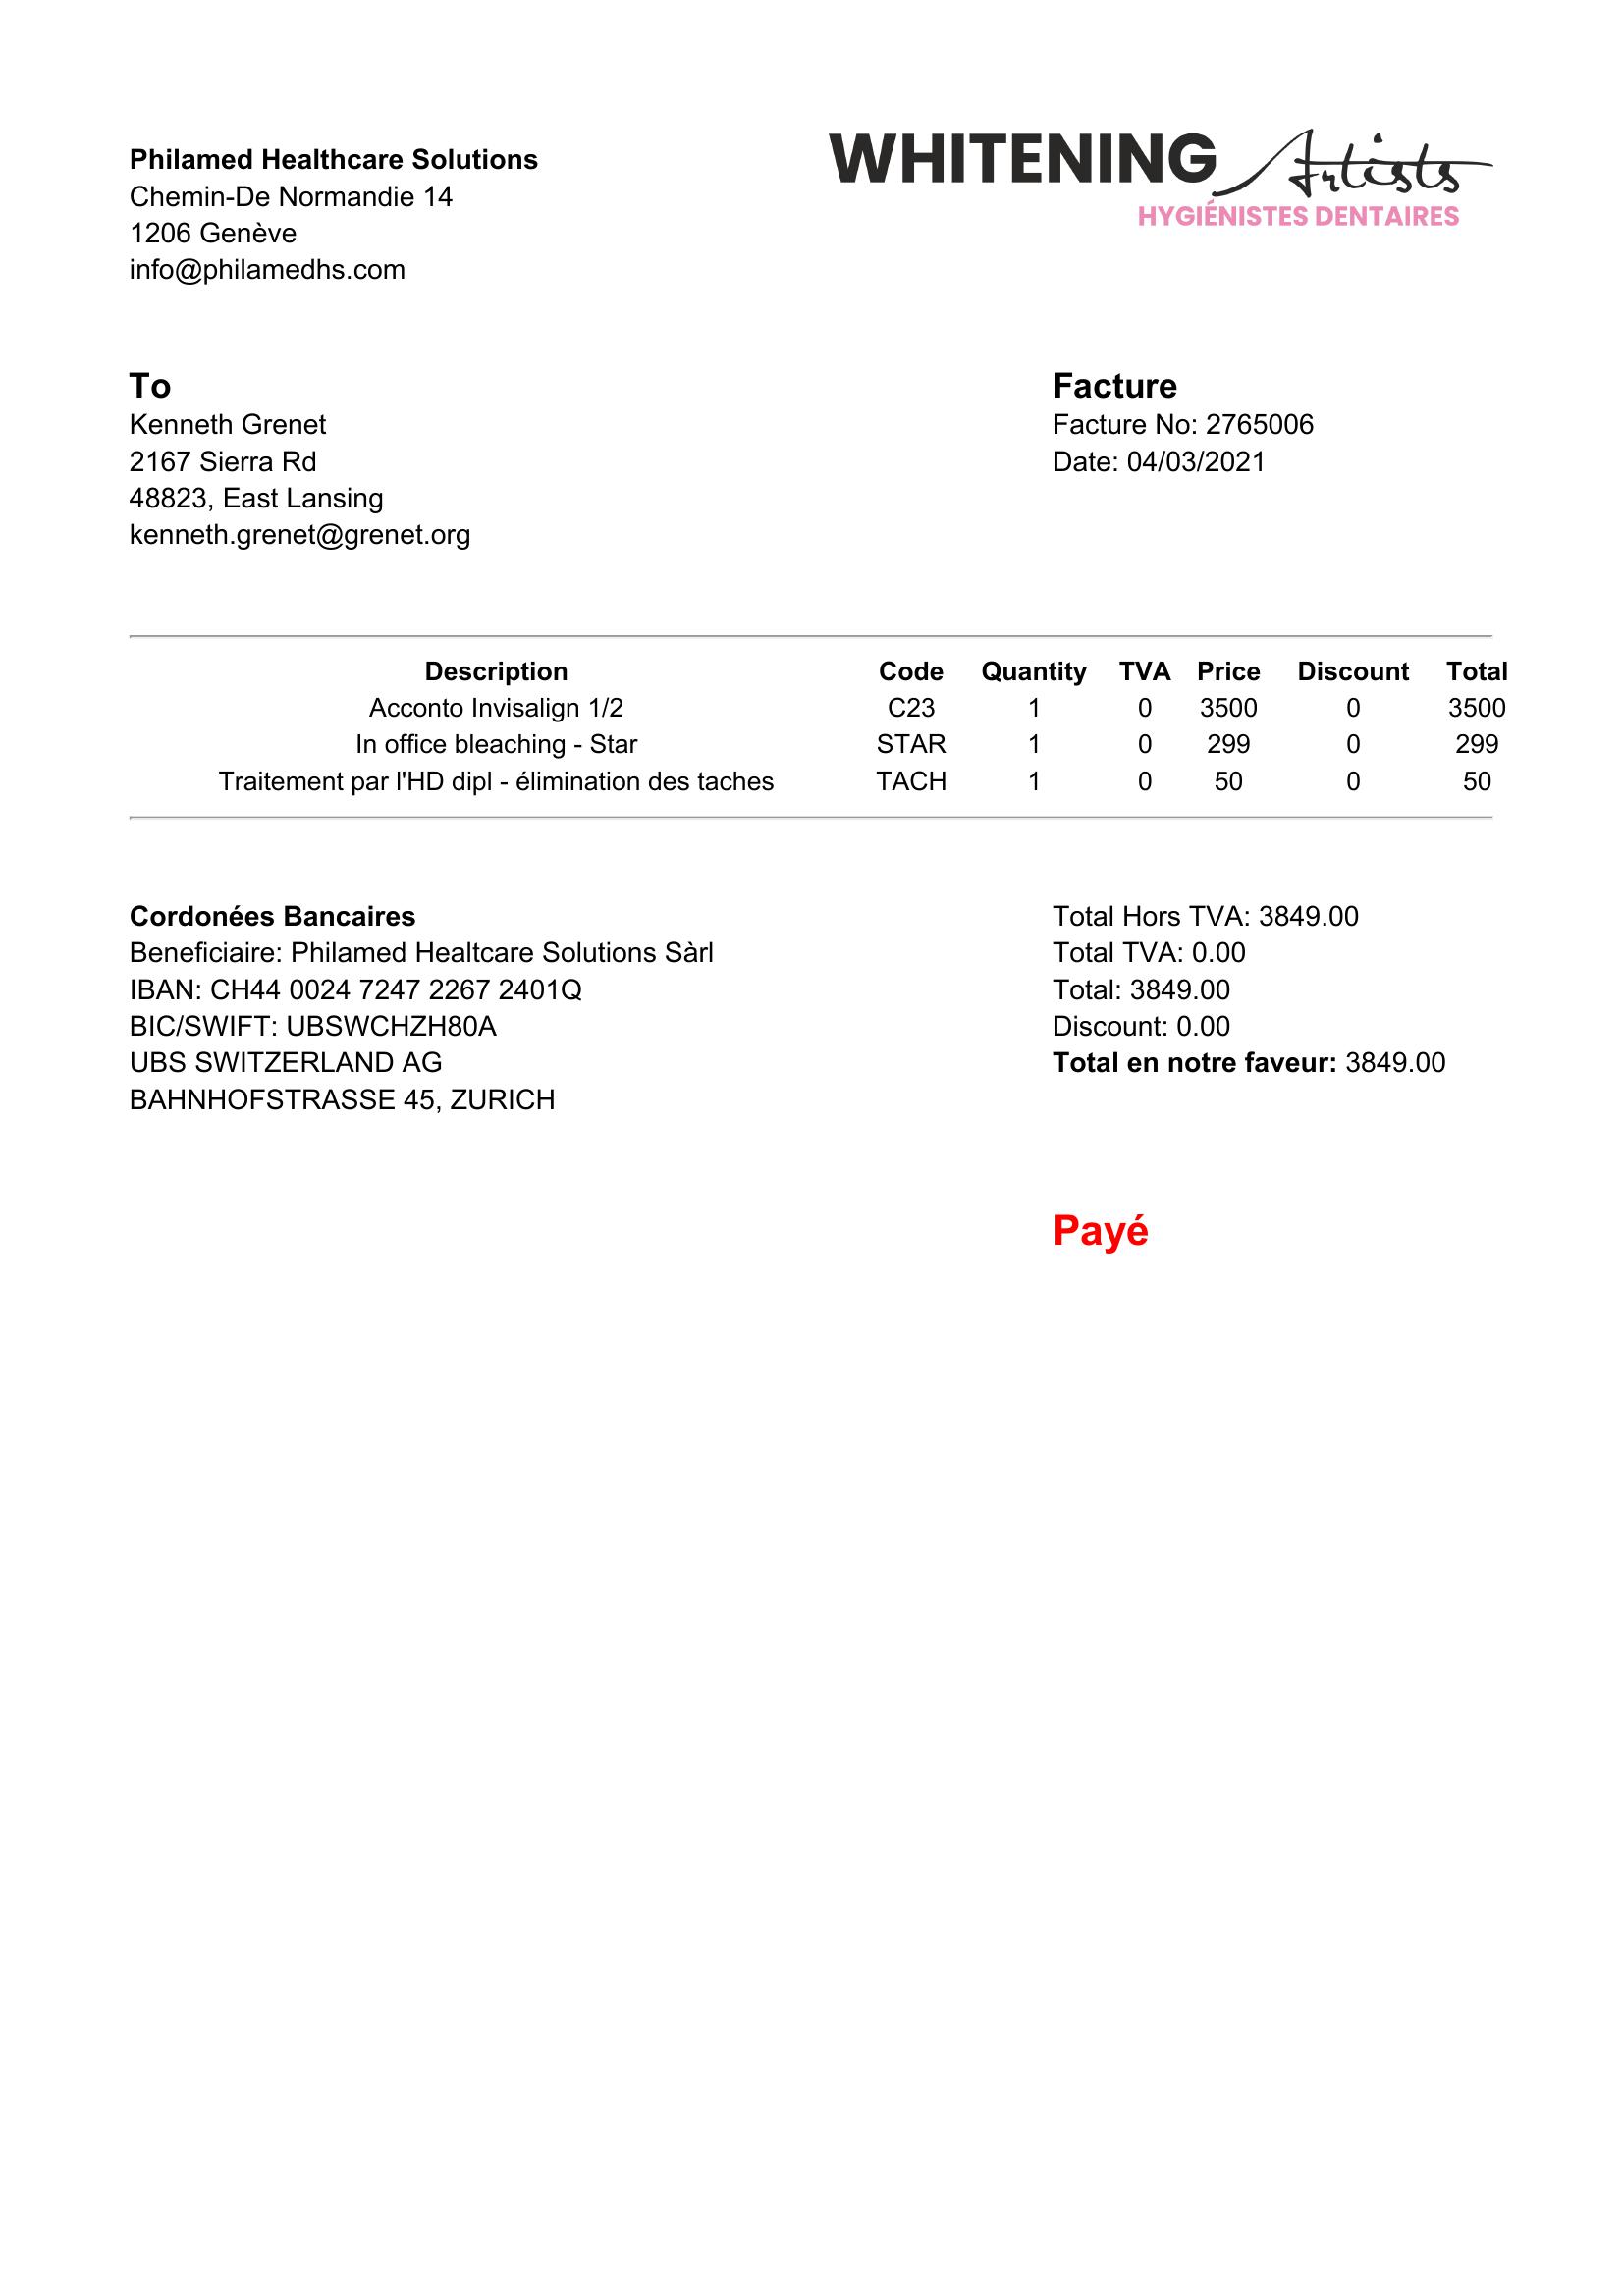 Philamed Healthcare Solutions
Chemin-De Normandie 14
1206 Genève
info@philamedhs.com
WHITENING Artists
HYGIÉNISTES DENTAIRES
To
Kenneth Grenet
2167 Sierra Rd
48823, East Lansing
kenneth.grenet@grenet.org
Facture
Facture No: 2765006
Date: 04/03/2021
Description Code Quantity TVA Price Discount Total
Acconto Invisalign 1/2 C23 1 0 3500 0 3500
In office bleaching - Star STAR 1 0 299 0 299
Traitement par l'HD dipl - élimination des taches TACH 1 0 50 0 50
Cordonées Bancaires
Beneficiaire: Philamed Healtcare Solutions Sàrl
IBAN: CH44 0024 7247 2267 2401Q
BIC/SWIFT: UBSWCHZH80A
UBS SWITZERLAND AG
BAHNHOFSTRASSE 45, ZURICH
Total Hors TVA: 3849.00
Total TVA: 0.00
Total: 3849.00
Discount: 0.00
Total en notre faveur: 3849.00
Payé